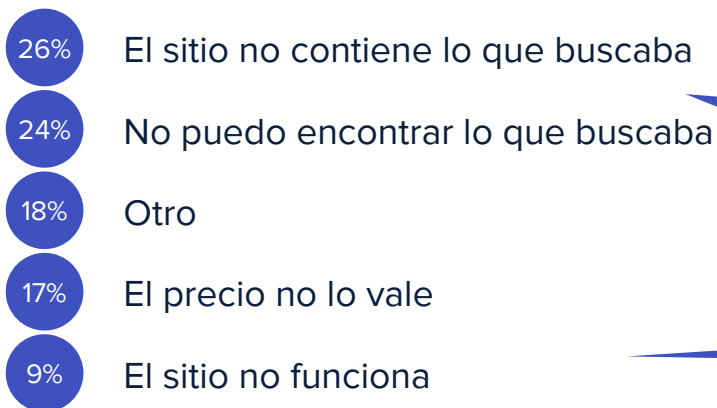 26% El sitio no contiene lo que buscaba
24% No puedo encontrar lo que buscaba
18% Otro
17% El precio no lo vale
9% El sitio no funciona